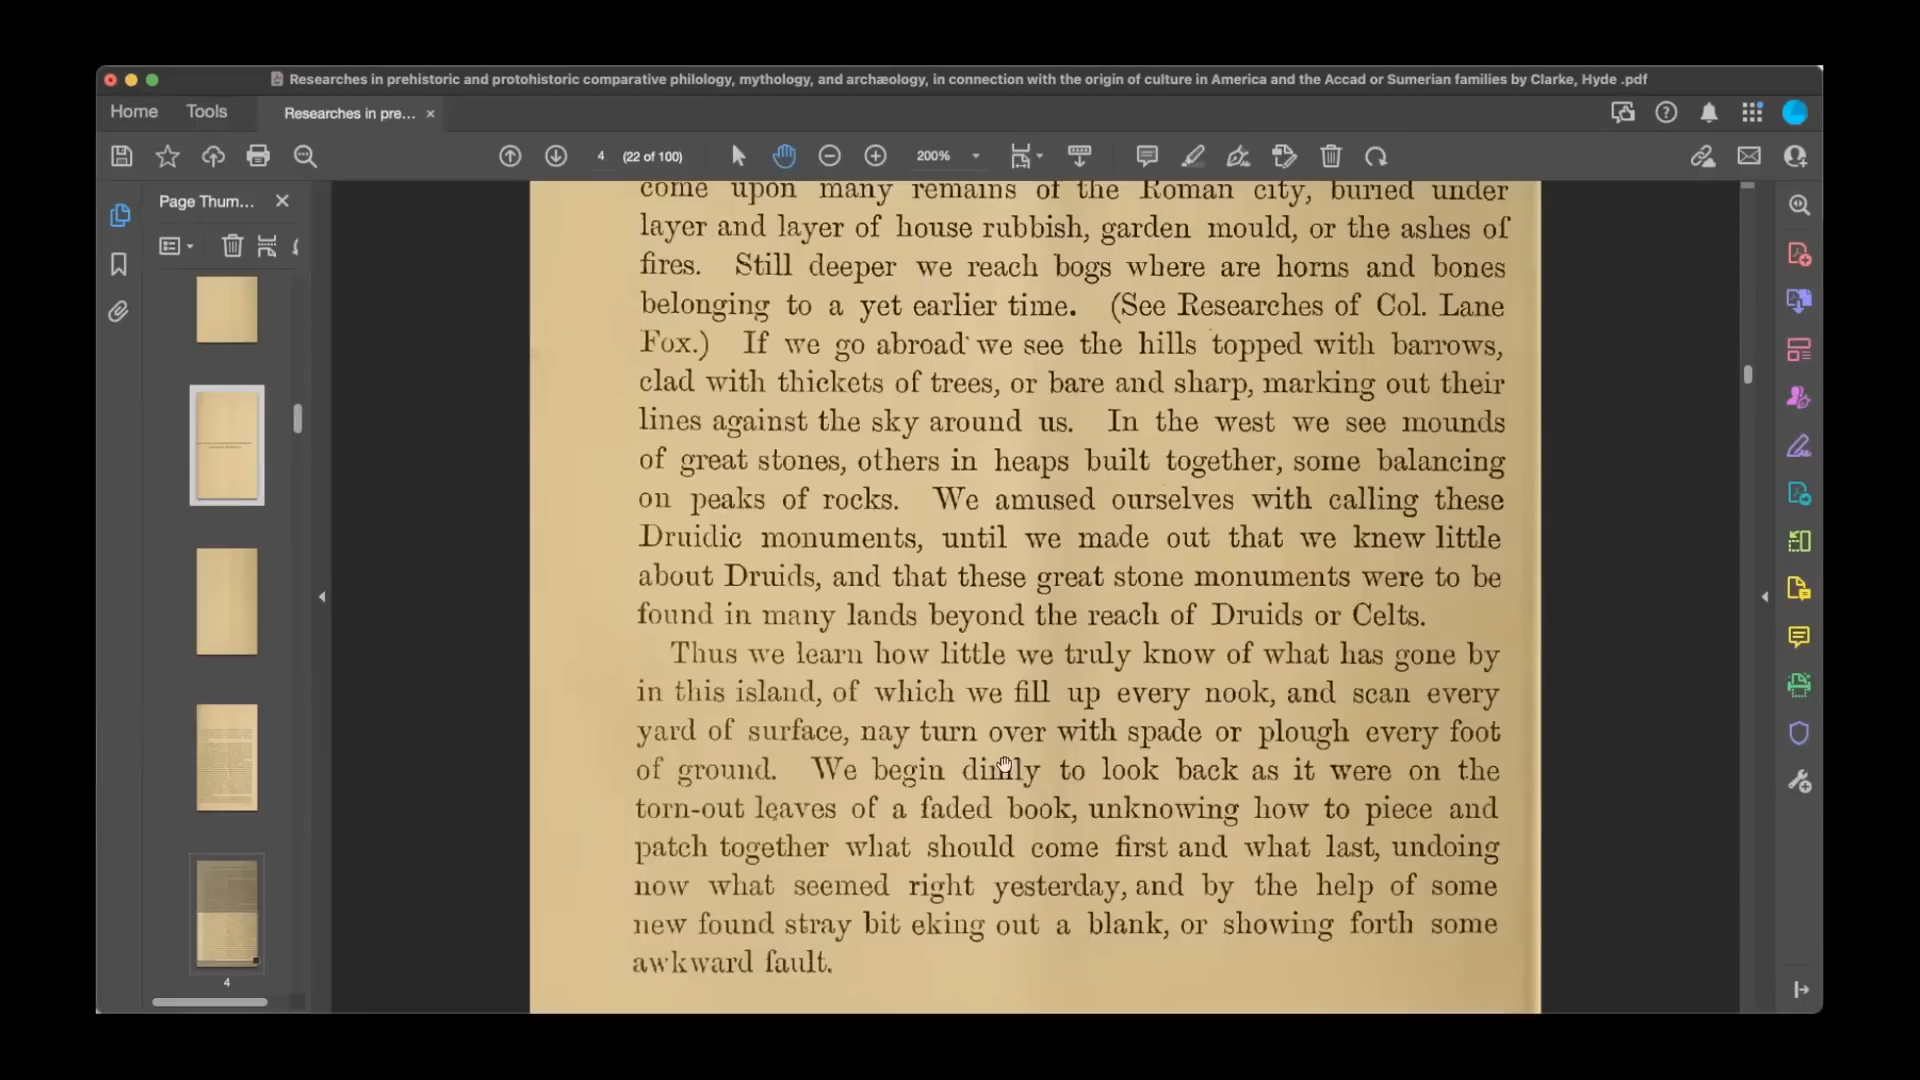 Researches in prehistoric and protohistoric comparative philology, mythology, and archæology, in connection with the origin of culture in America and the Accad or Sumerian families by Clarke, Hyde .pdf
Home Tools Researches in pre... ×
4 (22 of 100) 200%
Page Thum...
come upon many remains of the Roman city, buried under
layer and layer of house rubbish, garden mould, or the ashes of
fires. Still deeper we reach bogs where are horns and bones
belonging to a yet earlier time. (See Researches of Col. Lane
Fox.) If we go abroad we see the hills topped with barrows,
clad with thickets of trees, or bare and sharp, marking out their
lines against the sky around us. In the west we see mounds
of great stones, others in heaps built together, some balancing
on peaks of rocks. We amused ourselves with calling these
Druidic monuments, until we made out that we knew little
about Druids, and that these great stone monuments were to be
found in many lands beyond the reach of Druids or Celts.
Thus we learn how little we truly know of what has gone by
in this island, of which we fill up every nook, and scan every
yard of surface, nay turn over with spade or plough every foot
of ground. We begin dimly to look back as it were on the
torn-out leaves of a faded book, unknowing how to piece and
patch together what should come first and what last, undoing
now what seemed right yesterday, and by the help of some
new found stray bit eking out a blank, or showing forth some
awkward fault.
4